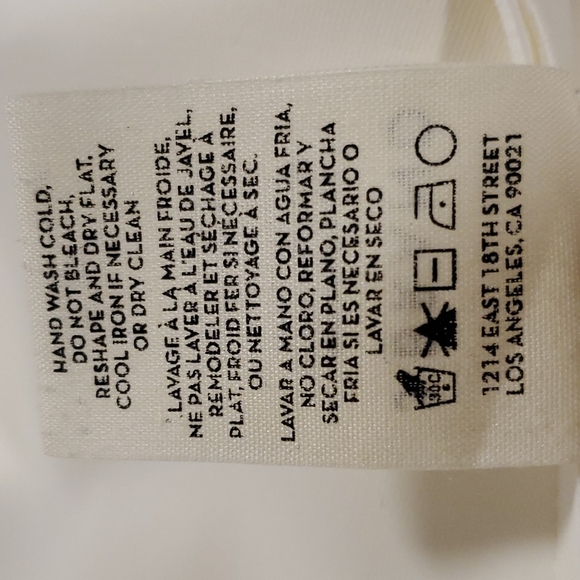 HAND WASH COLD,
DO NOT BLEACH,
RESHAPE AND DRY FLAT,
COOL IRON IF NECESSARY
OR DRY CLEAN
LAVAGE À LA MAIN FROIDE,
NE PAS LAVER A L'EAU DE JAVEL,
REMODELER ET SÉCHAGE À
PLAT, FROID FER SI NÉCESSAIRE,
OU NETTOYAGE À SEC.
LAVAR A MANO CON AGUA FRIA,
NO CLORO, REFORMAR Y
SECAR EN PLANO, PLANCHA
FRIA SI ES NECESARIO O
LAVAR EN SECO
30C
1214 EAST 18TH STREET
LOS ANGELES, CA 90021